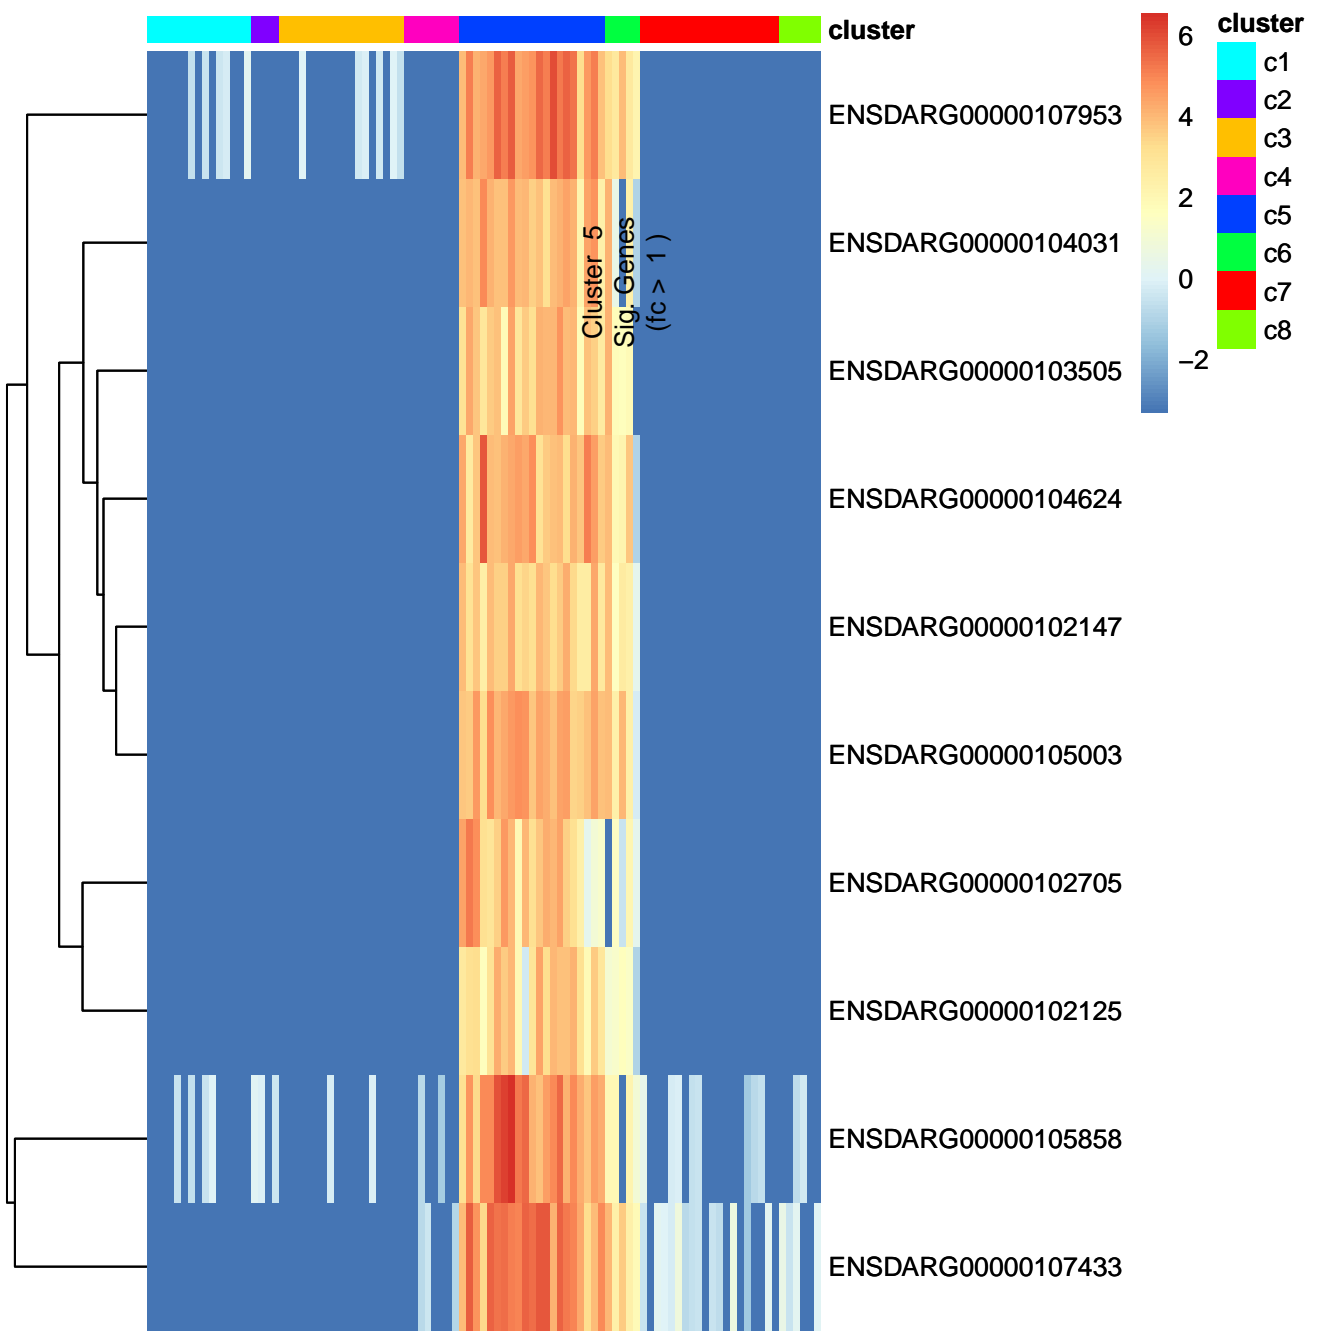 cluster
ENSDARG00000107953
ENSDARG00000104031
ENSDARG00000103505
ENSDARG00000104624
ENSDARG00000102147
ENSDARG00000105003
ENSDARG00000102705
ENSDARG00000102125
ENSDARG00000105858
ENSDARG00000107433
Cluster 5
Sig. Genes
(fc > 1 )
6
4
2
0
−2
cluster
c1
c2
c3
c4
c5
c6
c7
c8